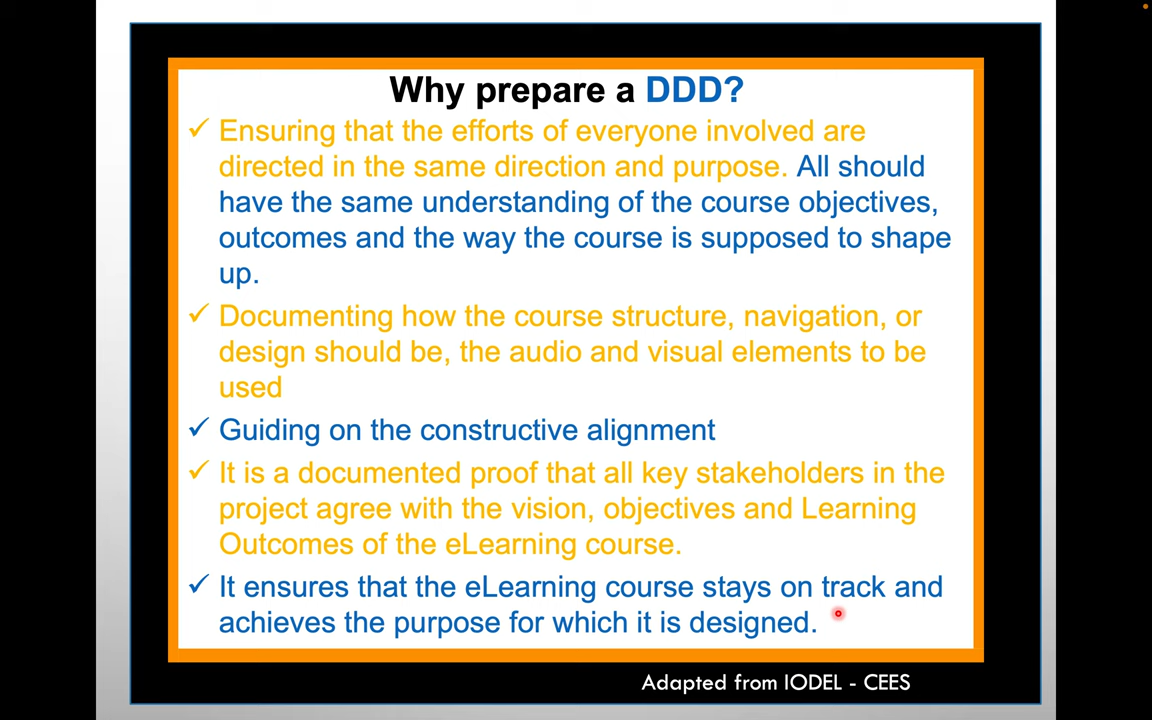 Why prepare a DDD?
✓ Ensuring that the efforts of everyone involved are
directed in the same direction and purpose. All should
have the same understanding of the course objectives,
outcomes and the way the course is supposed to shape
up.
✓ Documenting how the course structure, navigation, or
design should be, the audio and visual elements to be
used
✓ Guiding on the constructive alignment
✓ It is a documented proof that all key stakeholders in the
project agree with the vision, objectives and Learning
Outcomes of the eLearning course.
✓ It ensures that the eLearning course stays on track and
achieves the purpose for which it is designed.
Adapted from IODEL - CEES